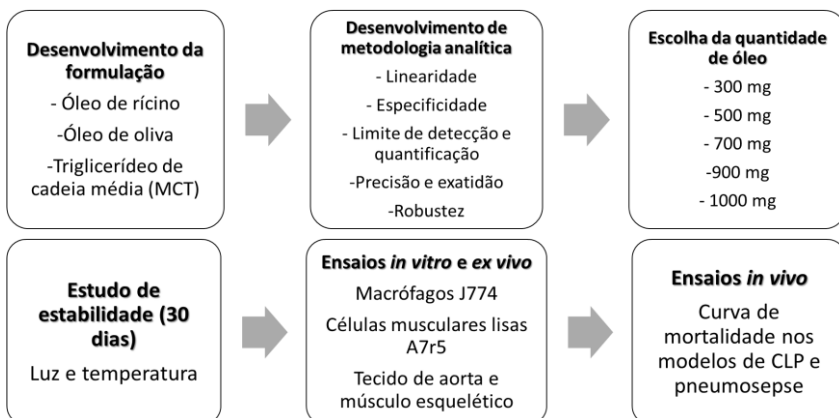 Desenvolvimento da
formulação
- Óleo de rícino
-Óleo de oliva
-Triglicerídeo de
cadeia média (MCT)
Desenvolvimento de
metodologia analítica
- Linearidade
- Especificidade
- Limite de detecção e
quantificação
-Precisão e exatidão
-Robustez
Escolha da quantidade
de óleo
- 300 mg
- 500 mg
- 700 mg
-900 mg
- 1000 mg
Estudo de
estabilidade (30
dias)
Luz e temperatura
Ensaios in vitro e ex vivo
Macrófagos J774
Células musculares lisas
A7r5
Tecido de aorta e
músculo esquelético
Ensaios in vivo
Curva de
mortalidade nos
modelos de CLP e
pneumosepse